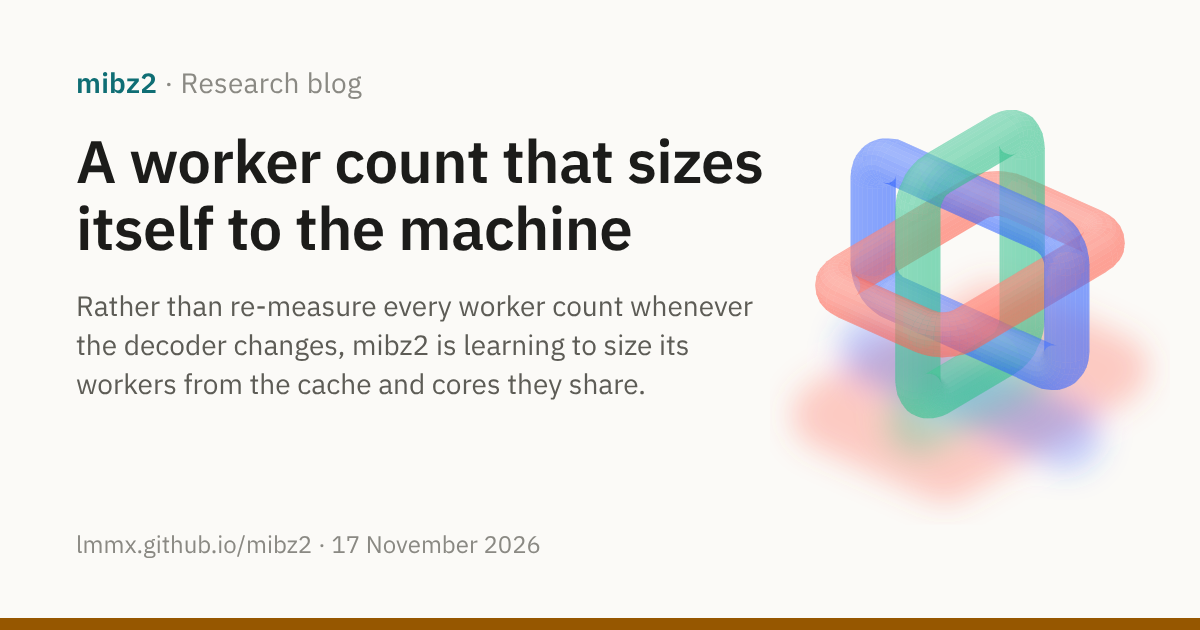 mibz2 · Research blog
A worker count that sizes
itself to the machine
Rather than re-measure every worker count whenever
the decoder changes, mibz2 is learning to size its
workers from the cache and cores they share.
lmmx.github.io/mibz2 · 17 November 2026